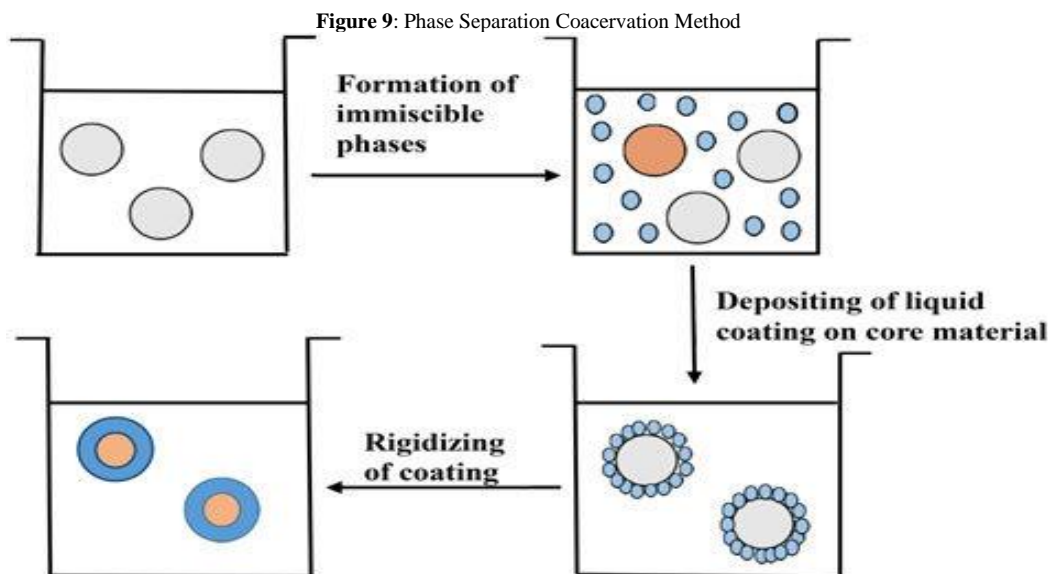 Figure 9: Phase Separation Coacervation Method
Formation of
immiscible
phases
Depositing of liquid
coating on core material
Rigidizing
of coating